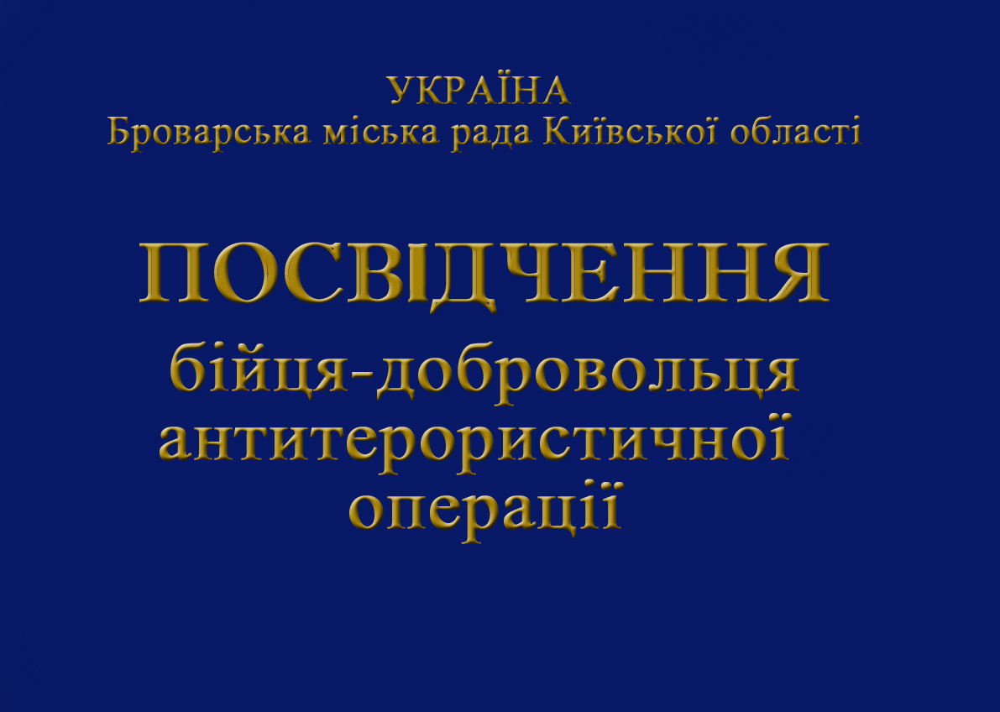 УКРАЇНА
Броварська міська рада Київської області
ПОСВІДЧЕННЯ
бійця-добровольця
антитерористичної
операції